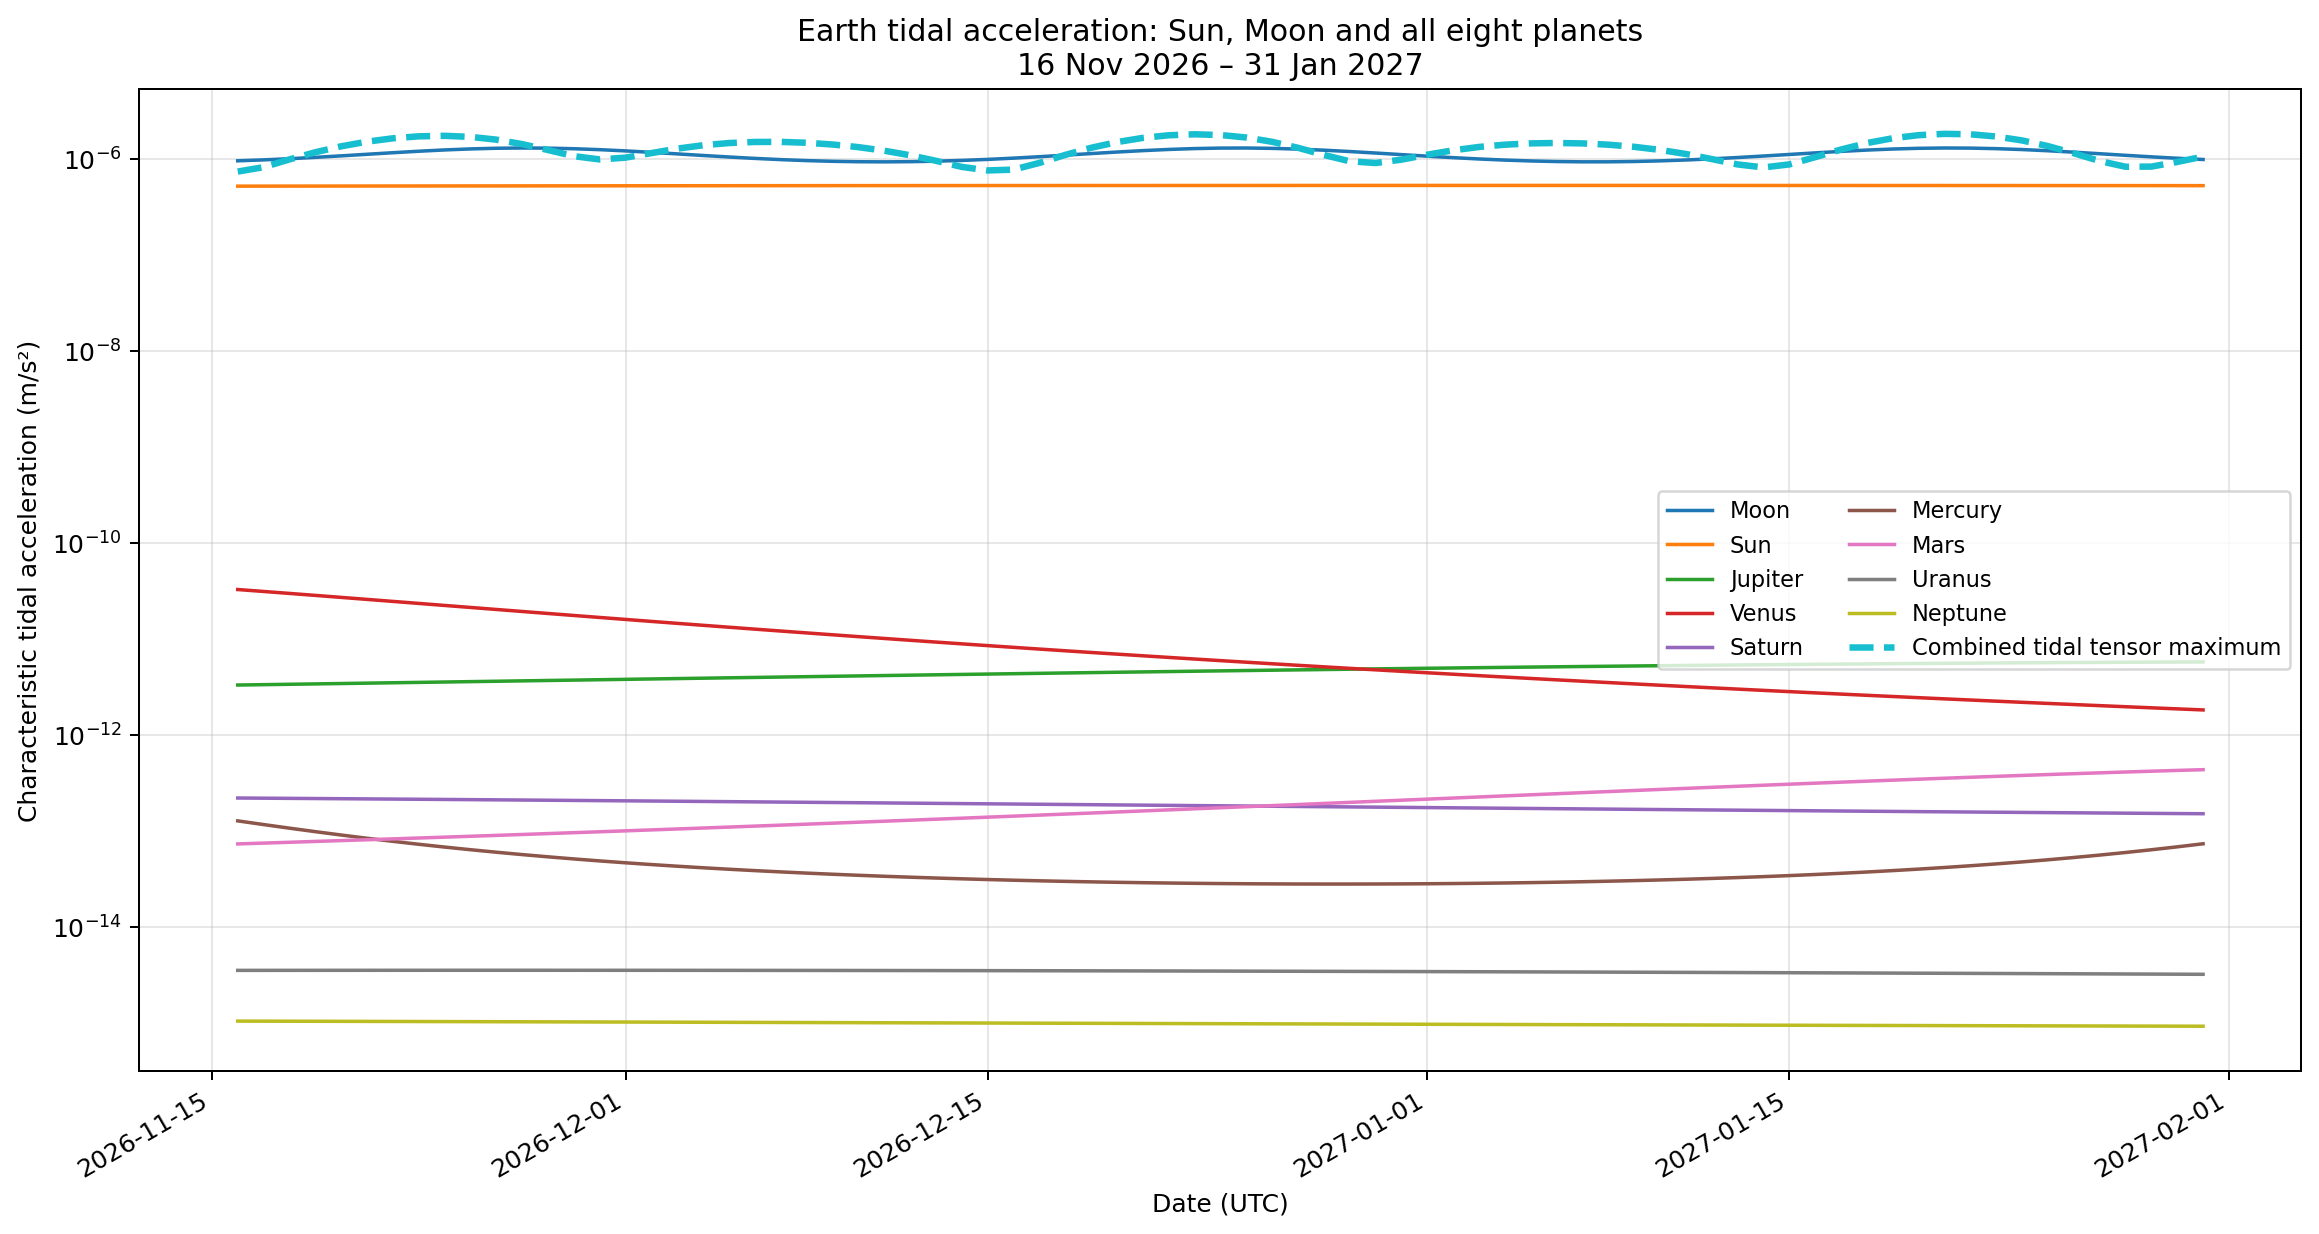 Earth tidal acceleration: Sun, Moon and all eight planets
16 Nov 2026 – 31 Jan 2027
Characteristic tidal acceleration (m/s²)
10⁻⁶
10⁻⁸
10⁻¹⁰
10⁻¹²
10⁻¹⁴
Moon
Sun
Jupiter
Venus
Saturn
Mercury
Mars
Uranus
Neptune
Combined tidal tensor maximum
2026-11-15
2026-12-01
2026-12-15
2027-01-01
2027-01-15
2027-02-01
Date (UTC)